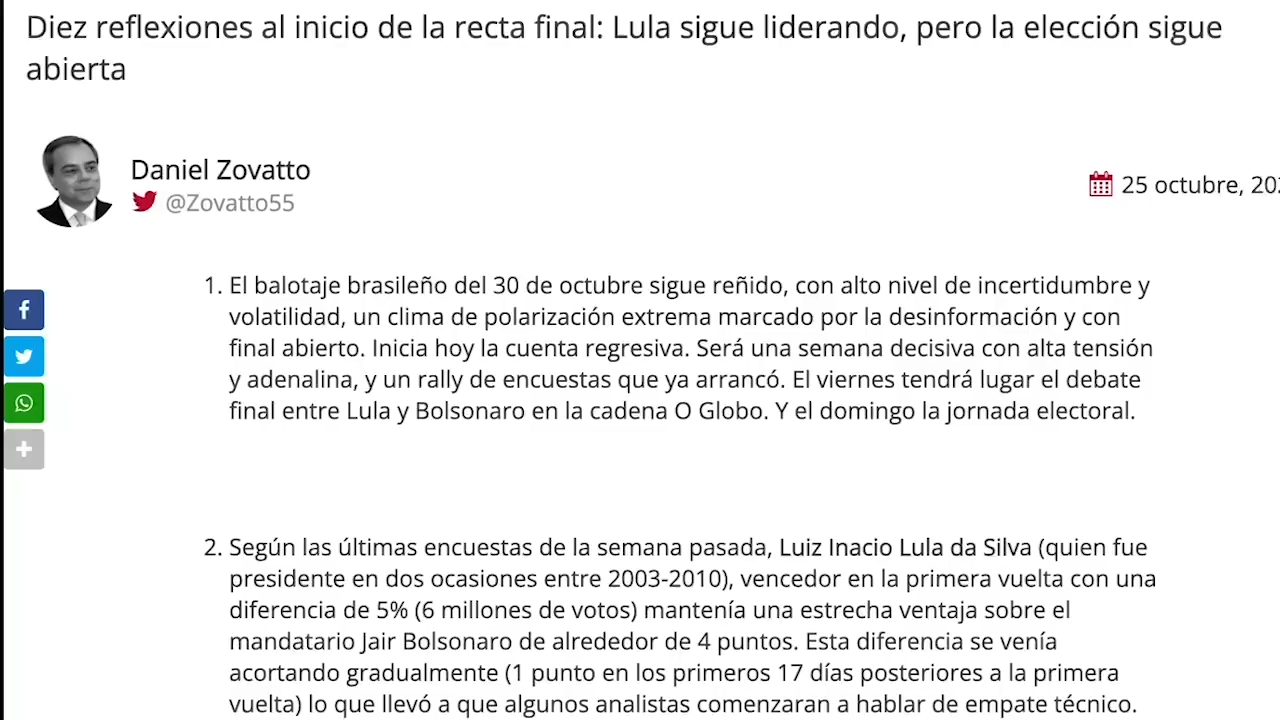 Diez reflexiones al inicio de la recta final: Lula sigue liderando, pero la elección sigue
abierta
Daniel Zovatto
@Zovatto55
25 octubre,
1. El balotaje brasileño del 30 de octubre sigue reñido, con alto nivel de incertidumbre y
volatilidad, un clima de polarización extrema marcado por la desinformación y con
final abierto. Inicia hoy la cuenta regresiva. Será una semana decisiva con alta tensión
y adenalina, y un rally de encuestas que ya arrancó. El viernes tendrá lugar el debate
final entre Lula y Bolsonaro en la cadena O Globo. Y el domingo la jornada electoral.
2. Según las últimas encuestas de la semana pasada, Luiz Inacio Lula da Silva (quien fue
presidente en dos ocasiones entre 2003-2010), vencedor en la primera vuelta con una
diferencia de 5% (6 millones de votos) mantenía una estrecha ventaja sobre el
mandatario Jair Bolsonaro de alrededor de 4 puntos. Esta diferencia se venía
acortando gradualmente (1 punto en los primeros 17 días posteriores a la primera
vuelta) lo que llevó a que algunos analistas comenzaran a hablar de empate técnico.